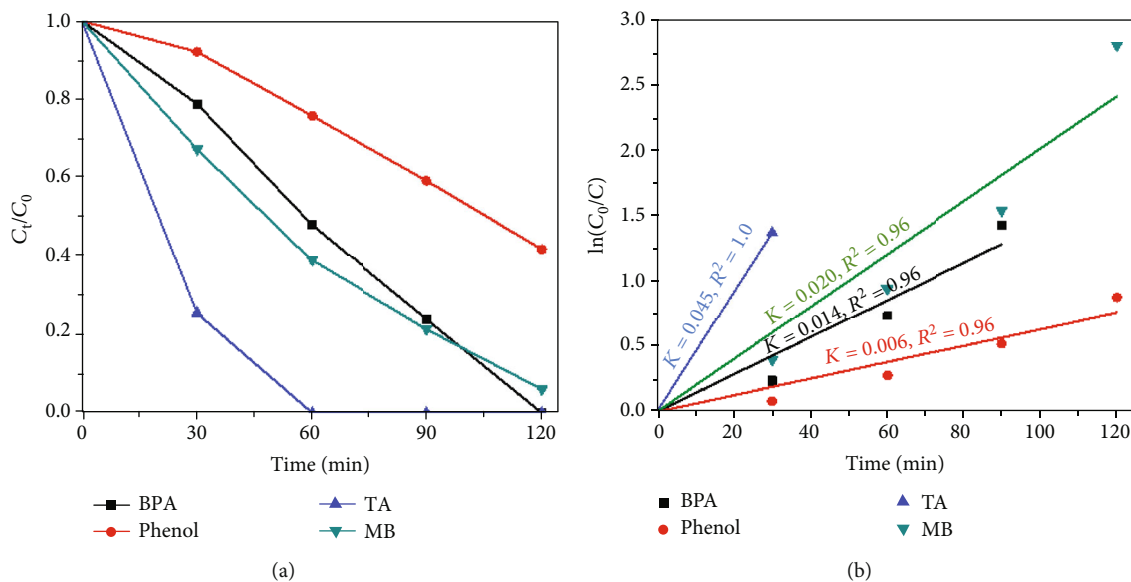 1.0
0.8
0.6
0.4
0.2
0.0
C_t/C_0
0
30
60
90
120
Time (min)
BPA
Phenol
TA
MB
(a)
3.0
2.5
2.0
1.5
1.0
0.5
0.0
ln(C_0/C)
K = 0.045, R² = 1.0
K = 0.020, R² = 0.96
K = 0.014, R² = 0.96
K = 0.006, R² = 0.96
0
20
40
60
80
100
120
Time (min)
BPA
Phenol
TA
MB
(b)